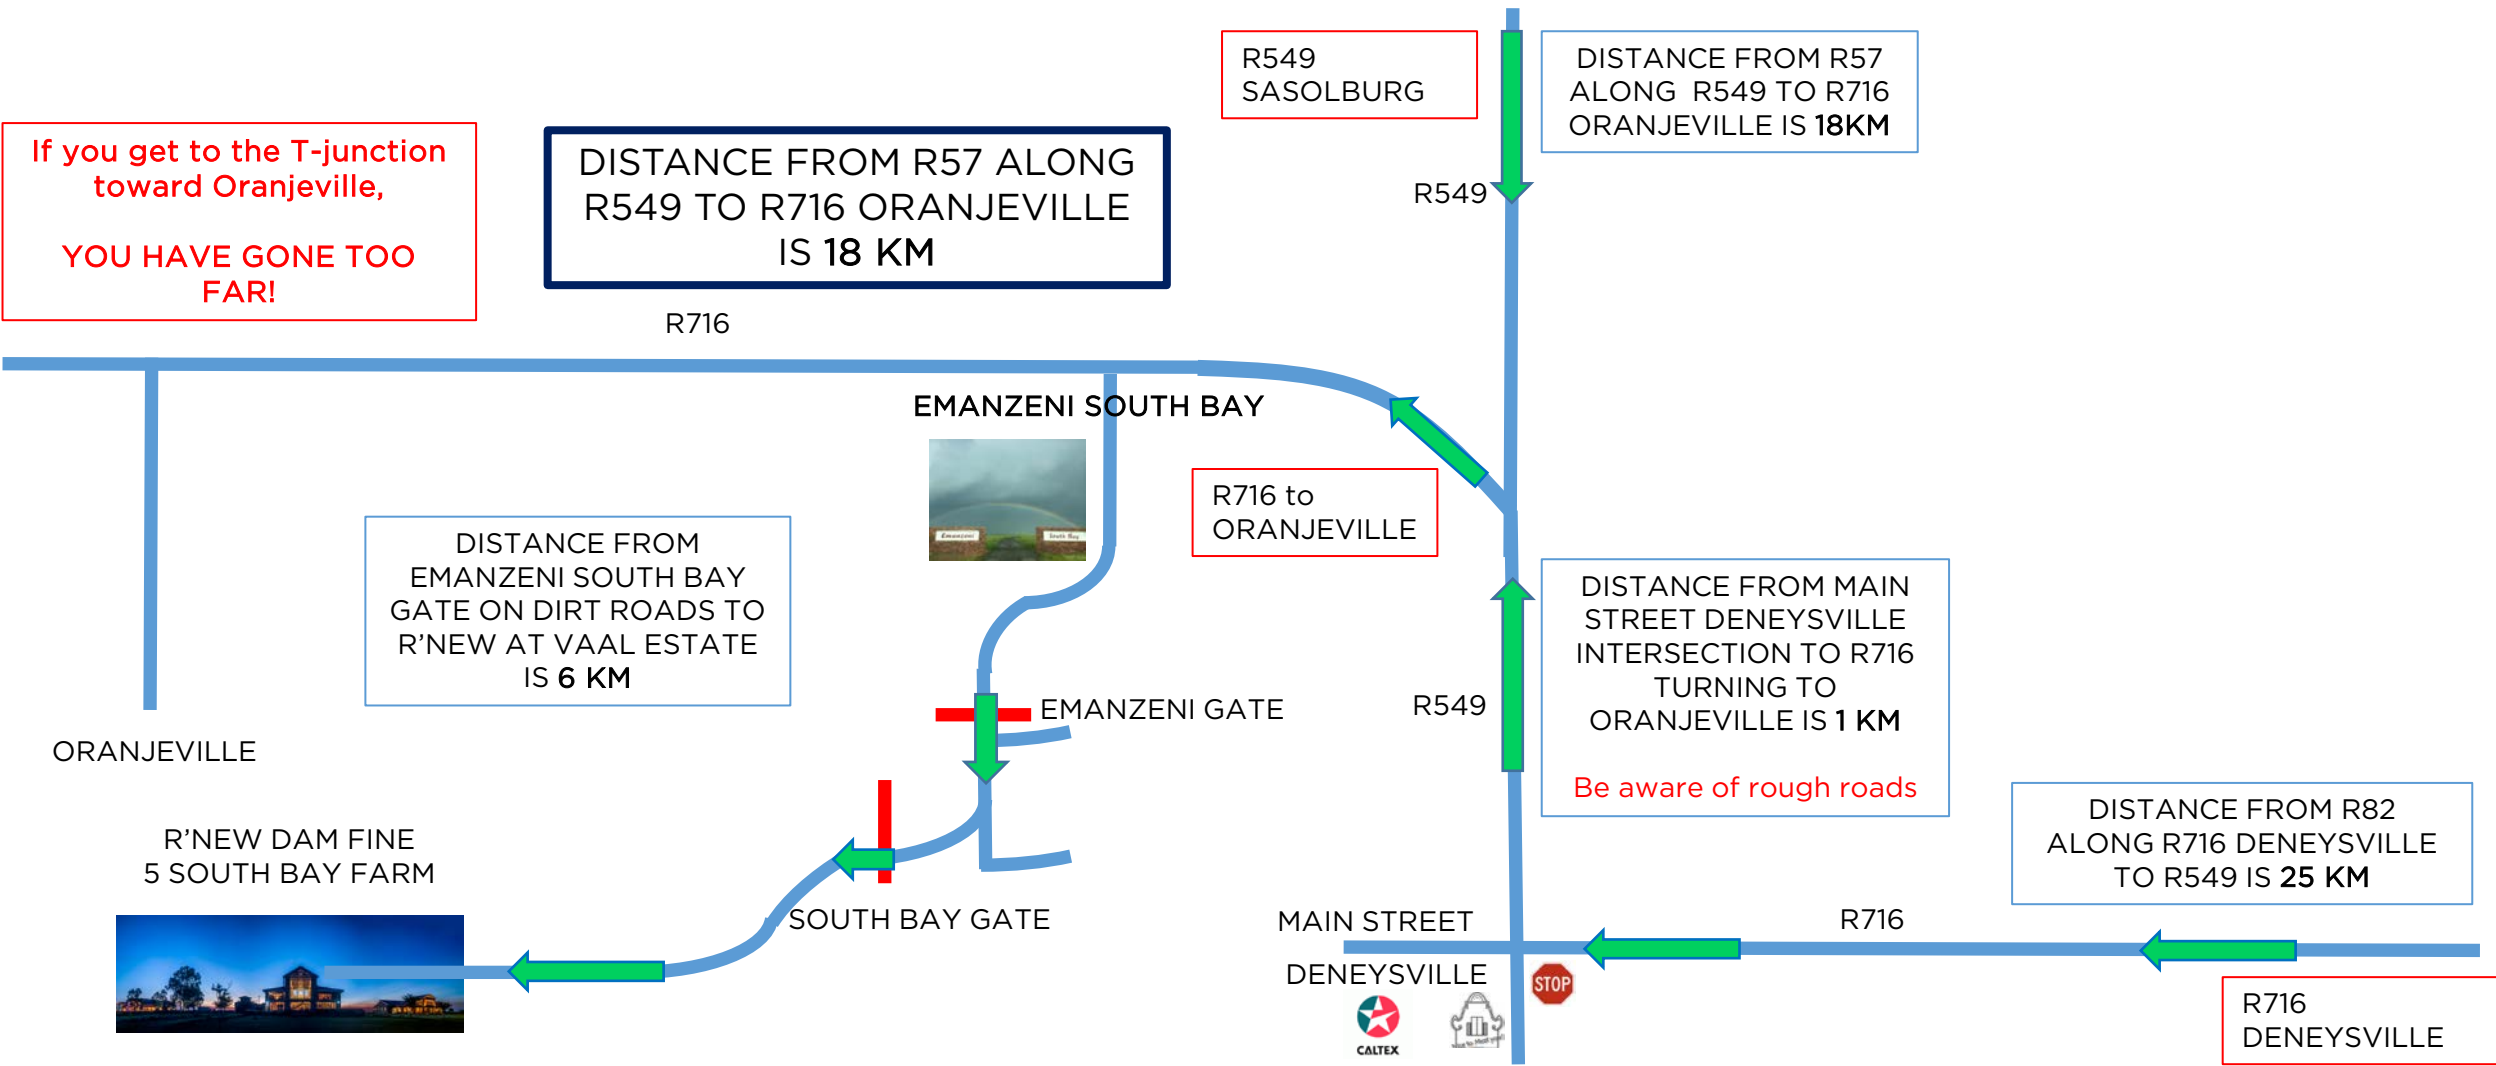 R549
SASOLBURG
DISTANCE FROM R57
ALONG R549 TO R716
ORANJEVILLE IS 18KM
If you get to the T-junction
toward Oranjeville,
YOU HAVE GONE TOO
FAR!
DISTANCE FROM R57 ALONG
R549 TO R716 ORANJEVILLE
IS 18 KM
R549
R716
EMANZENI SOUTH BAY
Emanzeni
South Bay
R716 to
ORANJEVILLE
DISTANCE FROM
EMANZENI SOUTH BAY
GATE ON DIRT ROADS TO
R'NEW AT VAAL ESTATE
IS 6 KM
DISTANCE FROM MAIN
STREET DENEYSVILLE
INTERSECTION TO R716
TURNING TO
ORANJEVILLE IS 1 KM
Be aware of rough roads
EMANZENI GATE
R549
ORANJEVILLE
R'NEW DAM FINE
5 SOUTH BAY FARM
DISTANCE FROM R82
ALONG R716 DENEYSVILLE
TO R549 IS 25 KM
SOUTH BAY GATE
MAIN STREET
R716
DENEYSVILLE
STOP
CALTEX
R716
DENEYSVILLE